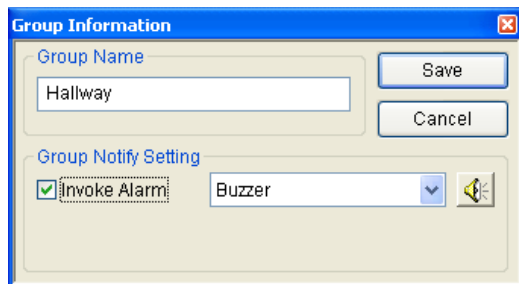 Group Information
Group Name
Hallway
Save
Cancel
Group Notify Setting
Invoke Alarm
Buzzer